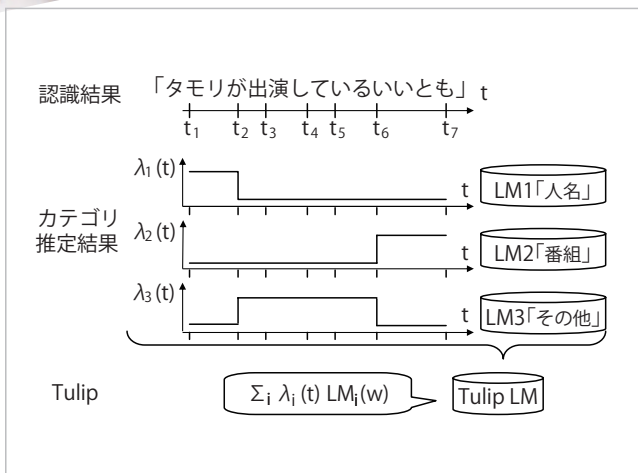 認識結果 「タモリが出演しているいいとも」 t
t1 t2 t3 t4 t5 t6 t7
λ1(t) t LM1「人名」
カテゴリ
推定結果
λ2(t) t LM2「番組」
λ3(t) t LM3「その他」
Tulip Σi λi(t) LMi(w) Tulip LM